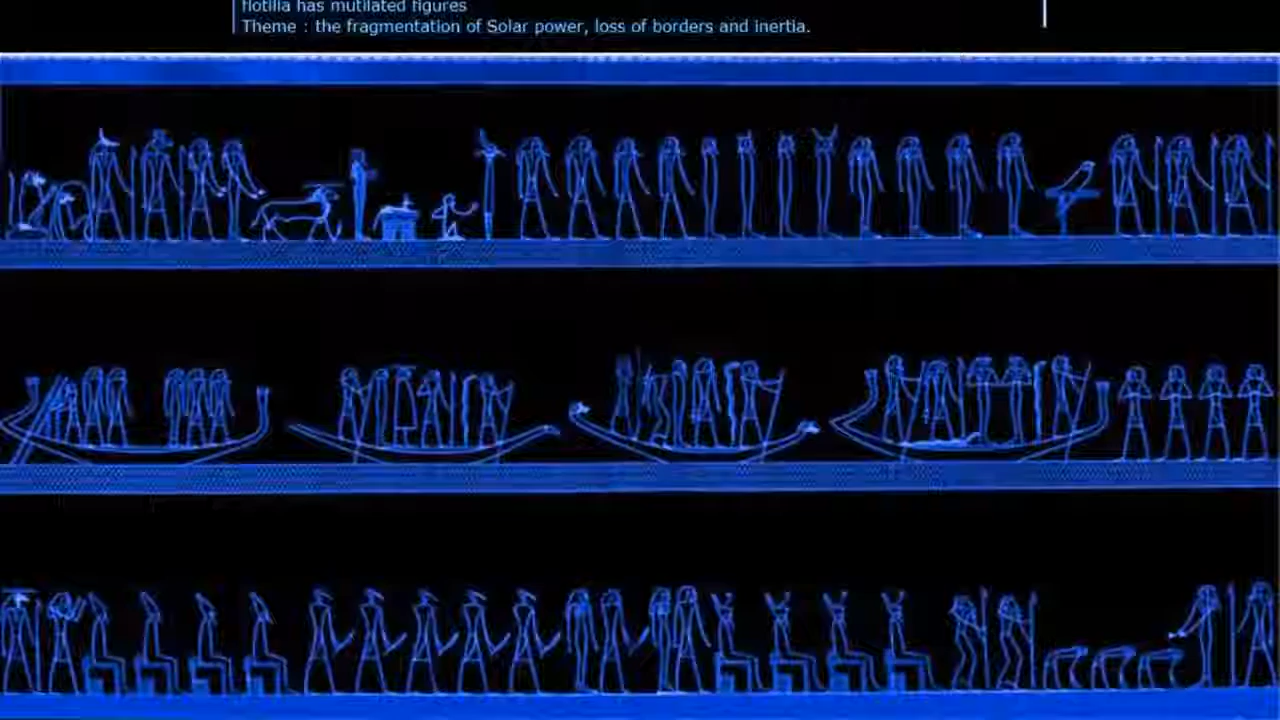 flotilla has mutilated figures
Theme : the fragmentation of Solar power, loss of borders and inertia.